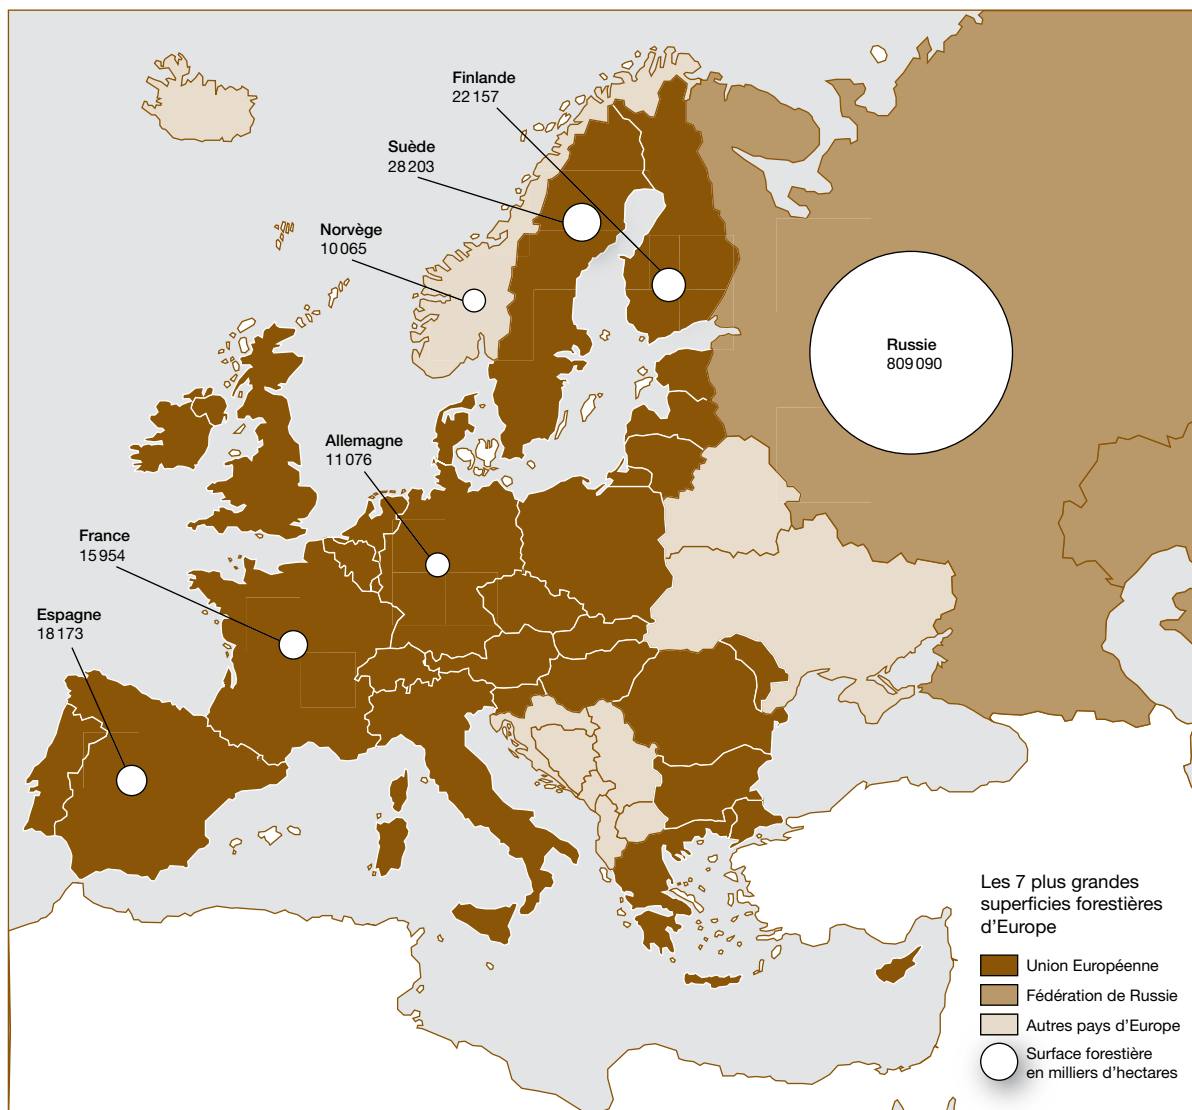 Finlande
22 157
Suède
28 203
Norvège
10 065
Russie
809 090
Allemagne
11 076
France
15 954
Espagne
18 173
Les 7 plus grandes
superficies forestières
d’Europe
Union Européenne
Fédération de Russie
Autres pays d’Europe
Surface forestière
en milliers d’hectares